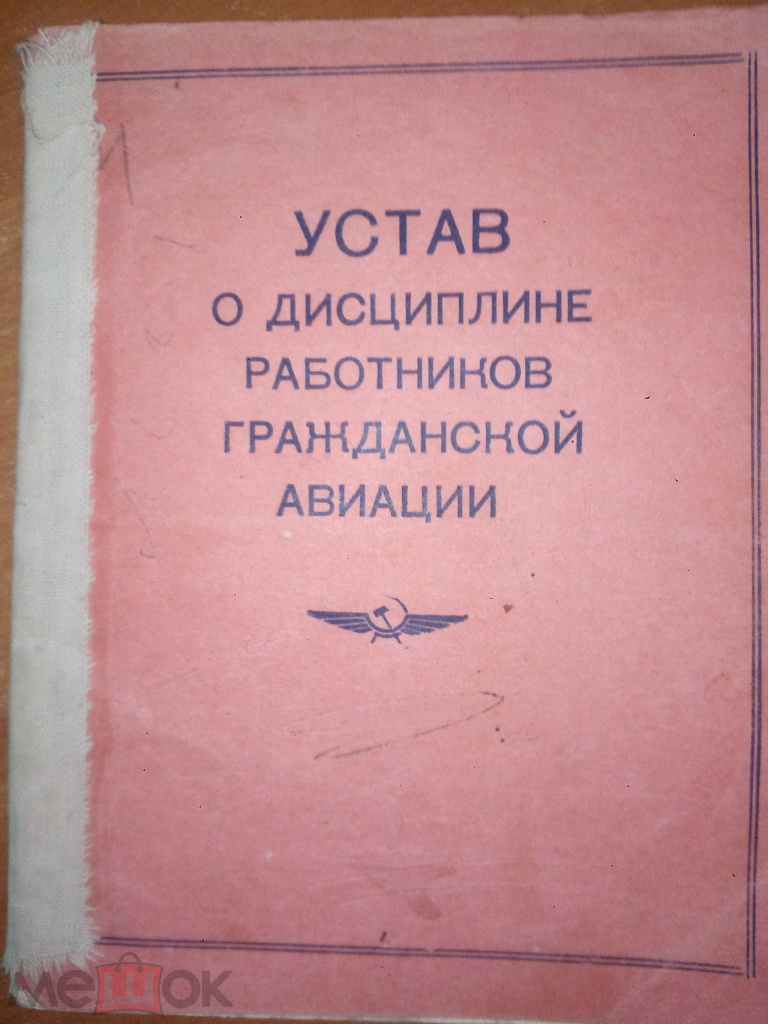 УСТАВ
О ДИСЦИПЛИНЕ
РАБОТНИКОВ
ГРАЖДАНСКОЙ
АВИАЦИИ
мешок